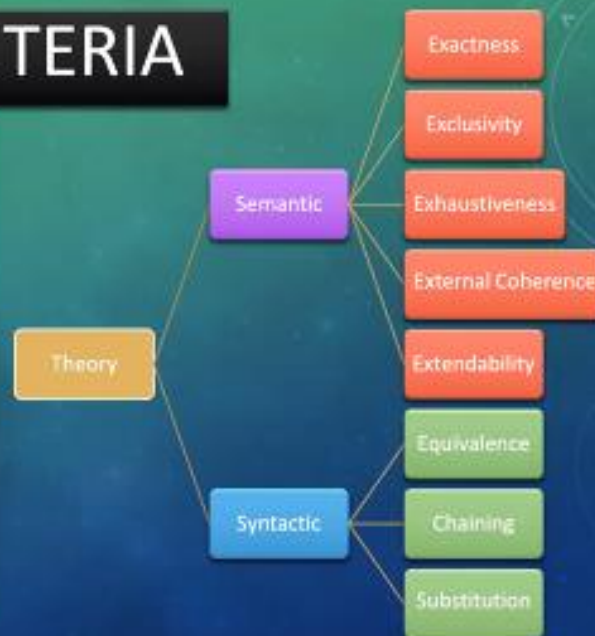 TERIA
Exactness
Exclusivity
Semantic
Exhaustiveness
External Coherence
Theory
Extendability
Equivalence
Syntactic
Chaining
Substitution